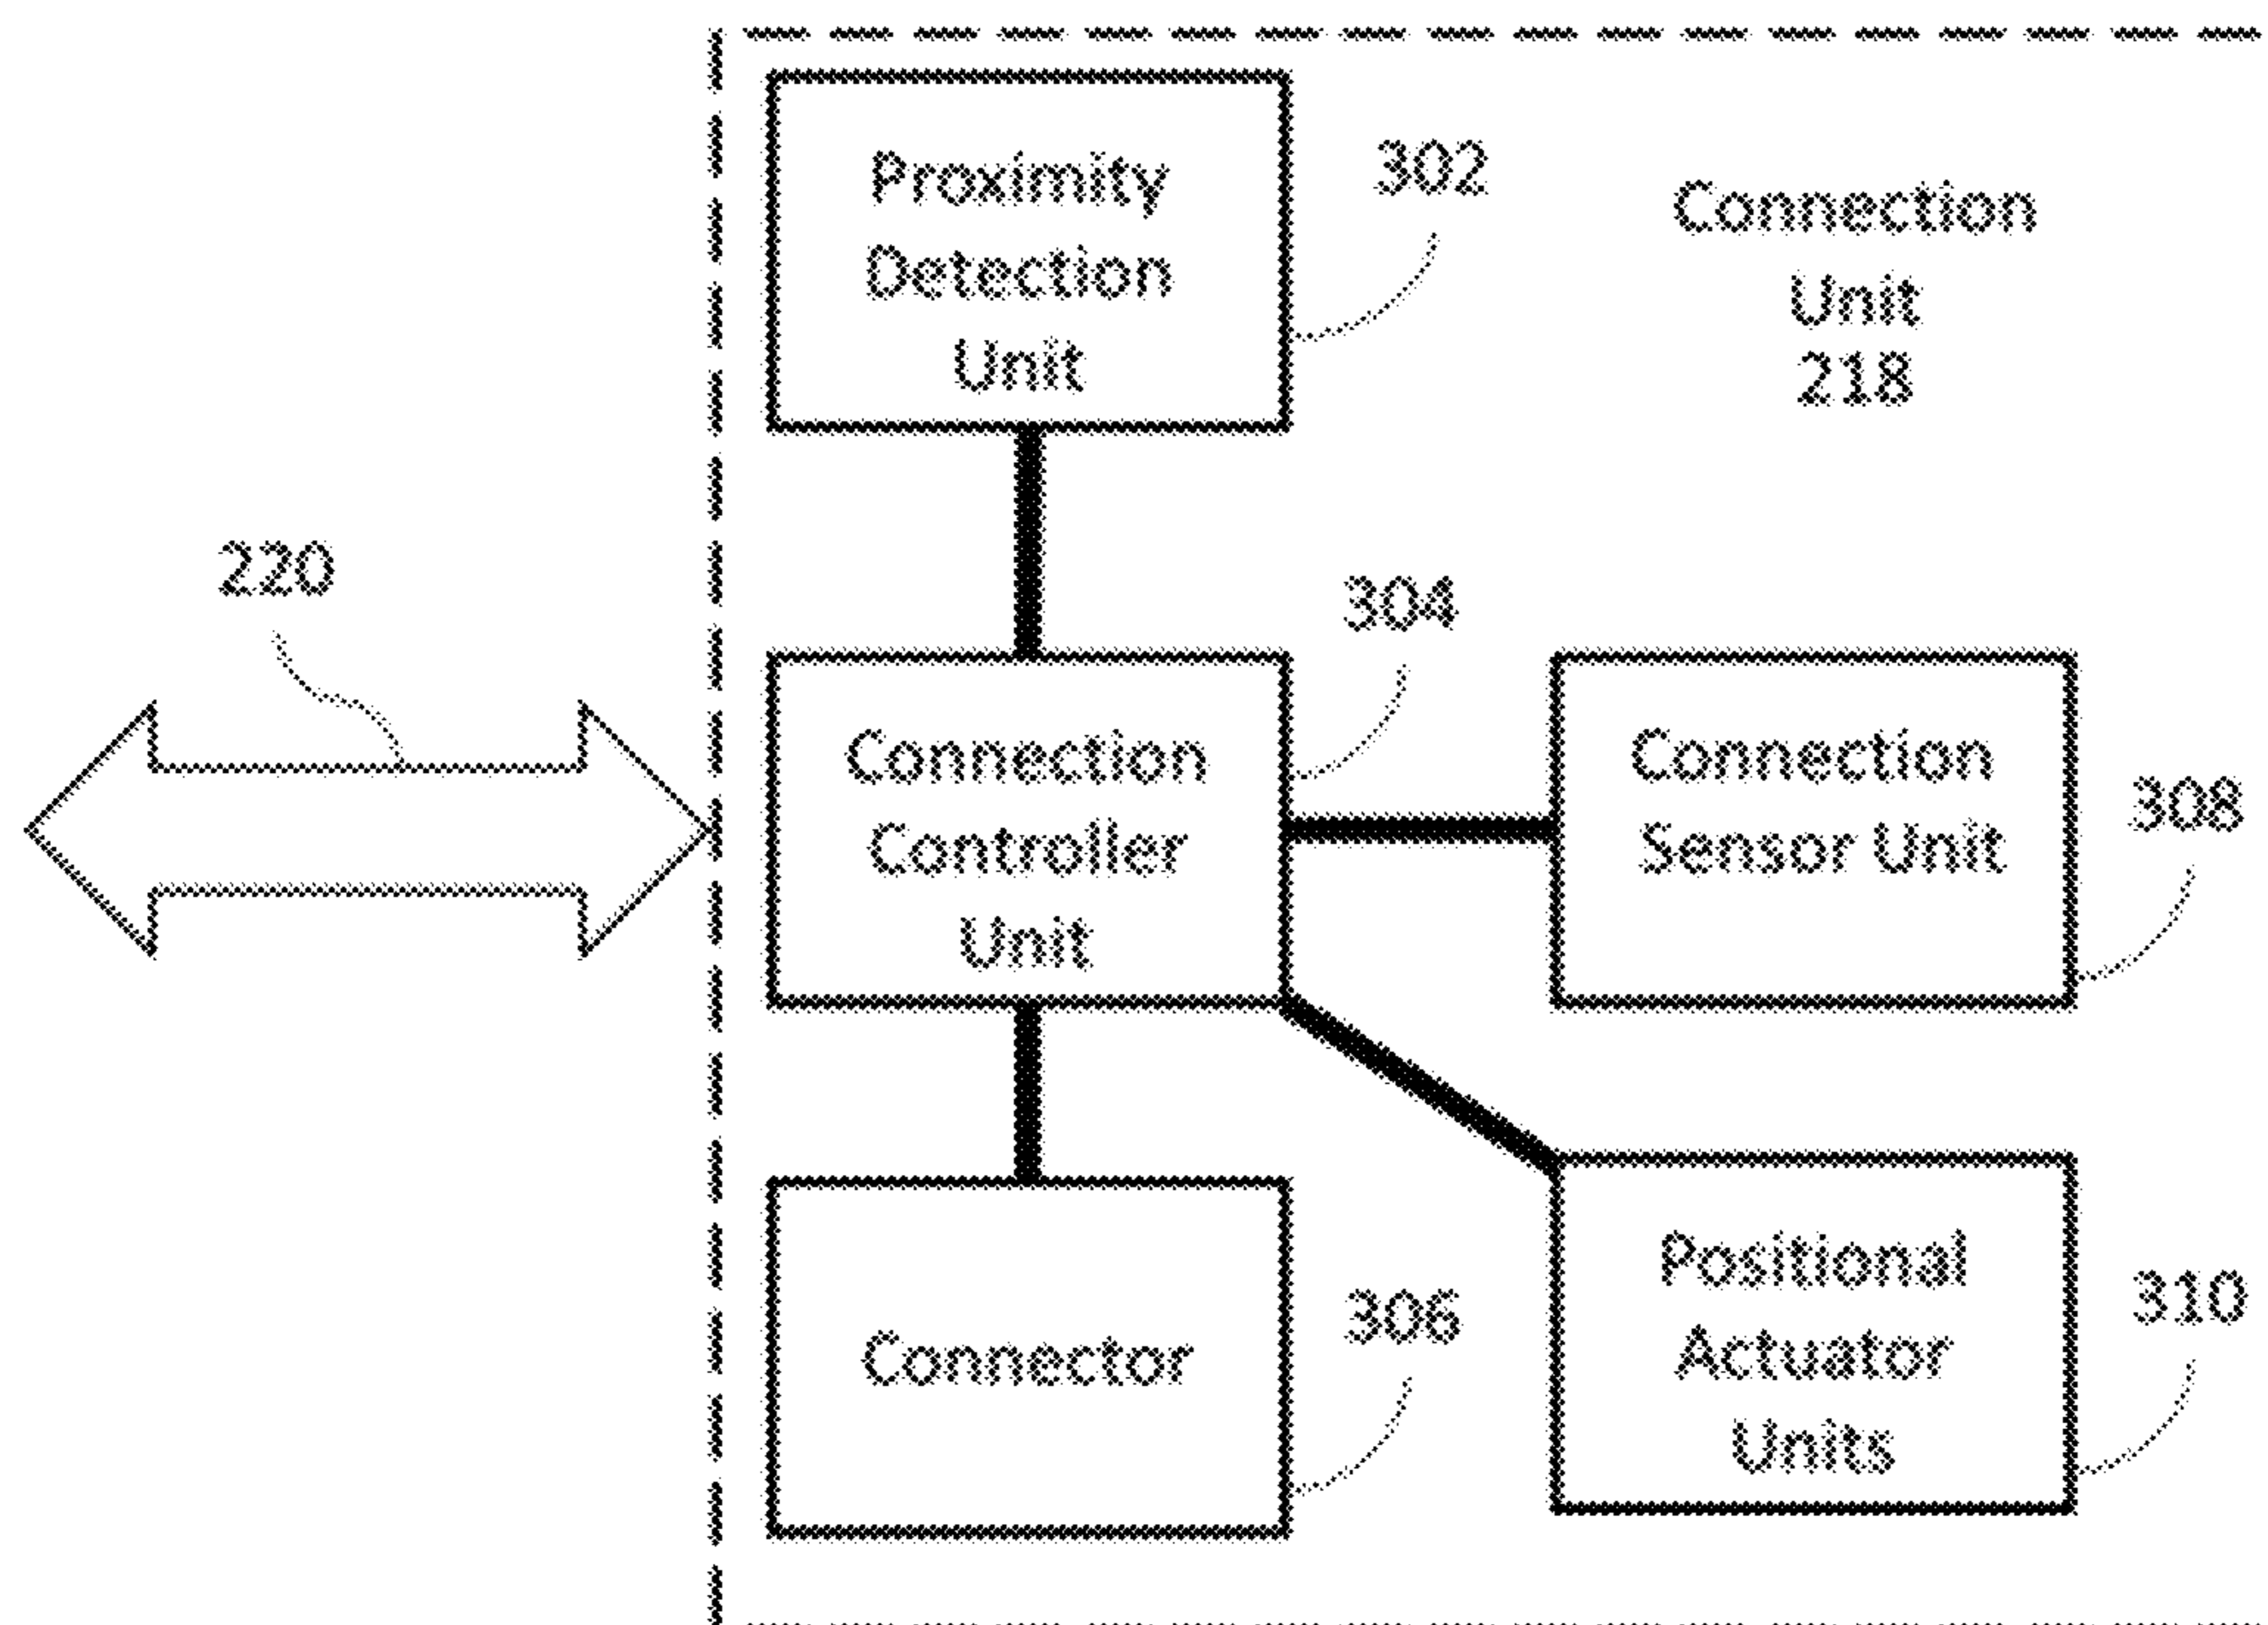 Proximity
Detection
Unit
302
Connection
Unit
218
220
304
Connection
Controller
Unit
Connection
Sensor Unit
308
Connector
306
Positional
Actuator
Units
310